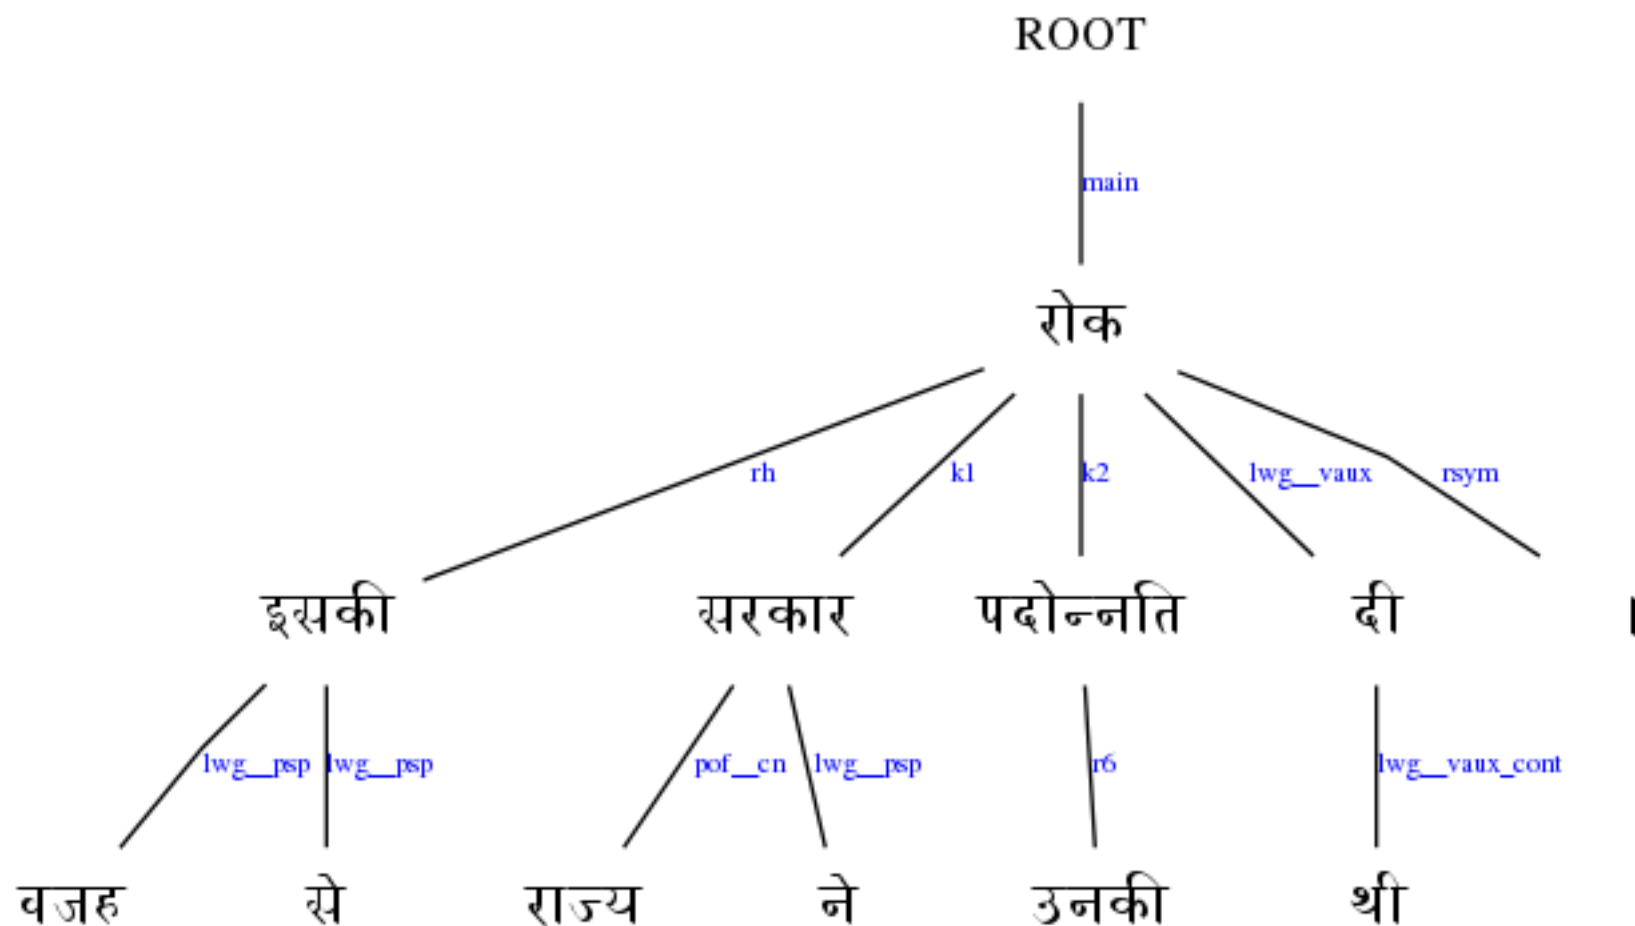 ROOT
main
रोक
rh k1 k2 lwg__vaux rsym
इसकी सरकार पदोन्नति दी ।
lwg__psp lwg__psp pof__cn lwg__psp r6 lwg__vaux_cont
वजह से राज्य ने उनकी थी